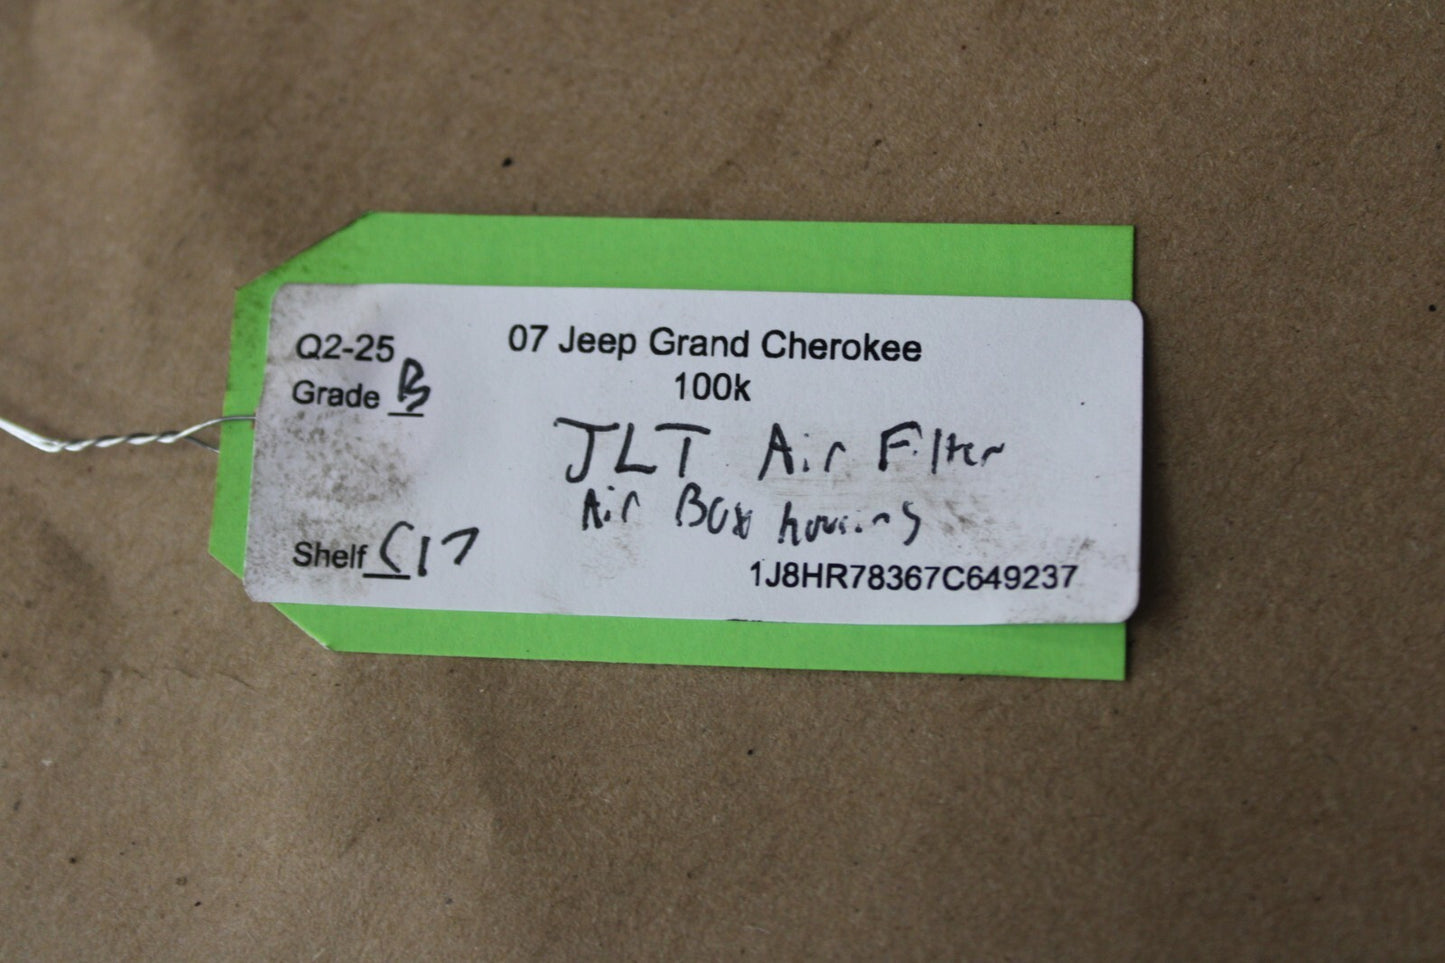 Q2-25
07 Jeep Grand Cherokee
Grade B
100k
JLT Air Filter
Air Box housing
Shelf C17
1J8HR78367C649237